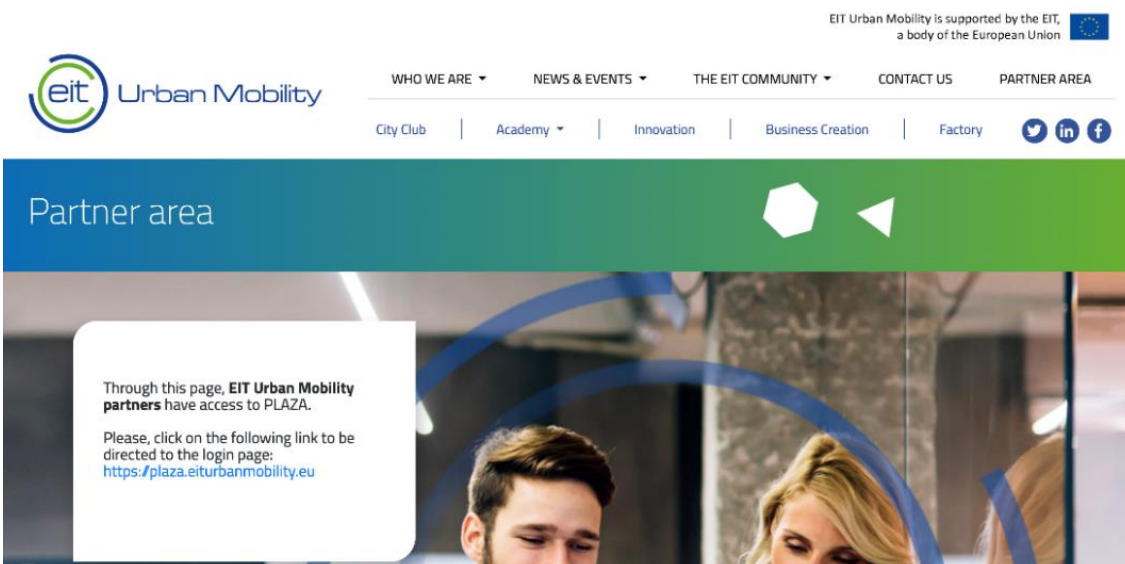 EIT Urban Mobility is supported by the EIT,
a body of the European Union
eit Urban Mobility
WHO WE ARE NEWS & EVENTS THE EIT COMMUNITY CONTACT US PARTNER AREA
City Club Academy Innovation Business Creation Factory
Partner area
Through this page, EIT Urban Mobility
partners have access to PLAZA.
Please, click on the following link to be
directed to the login page:
https://plaza.eiturbanmobility.eu